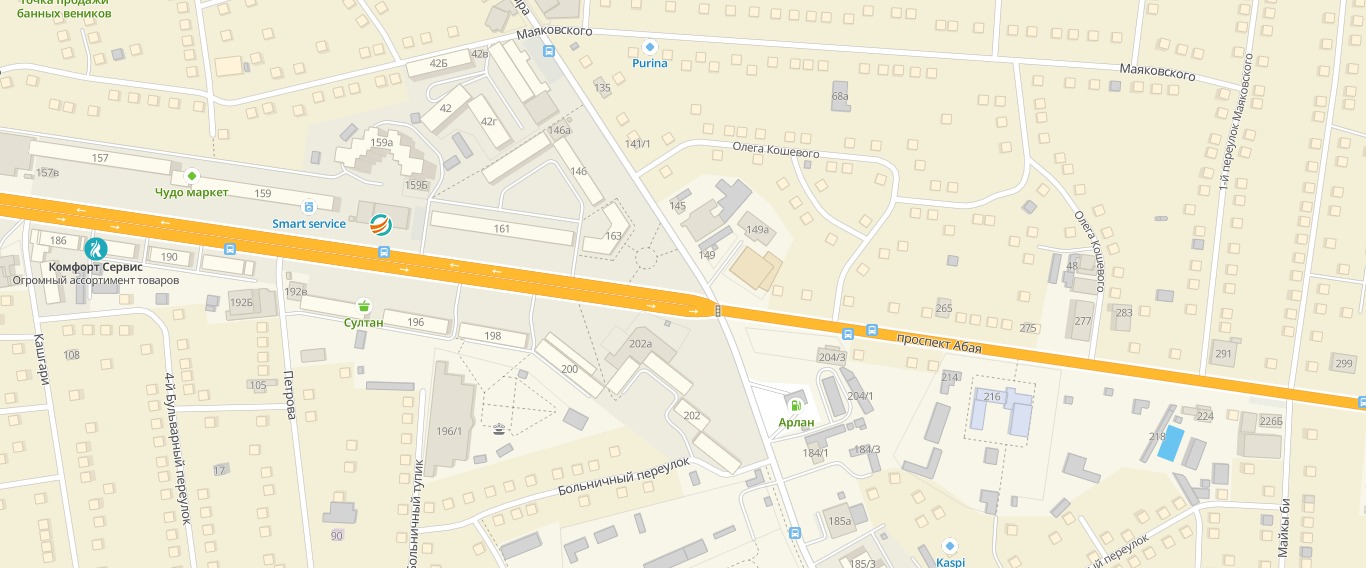 Точка продажи
банных веников
Маяковского
Purina
Маяковского
42в
42Б
135
42
42г
68а
146а
1-й переулок Маяковского
159а
141/1
Олега Кошевого
157
157в
146
159Б
Чудо маркет
159
145
Smart service
161
163
149а
149
Олега Кошевого
186
190
Комфорт Сервис
Огромный ассортимент товаров
48
192в
192Б
265
Султан
196
198
275
277
283
202а
проспект Абая
Кашгари
108
200
204/3
291
299
4-й Бульварный переулок
105
Петрова
214
216
204/1
202
Арлан
224
226Б
196/1
218
184/1
184/3
17
Больничный переулок
Больничный тупик
90
185а
185/3
Kaspi
ый переулок
Майкы би